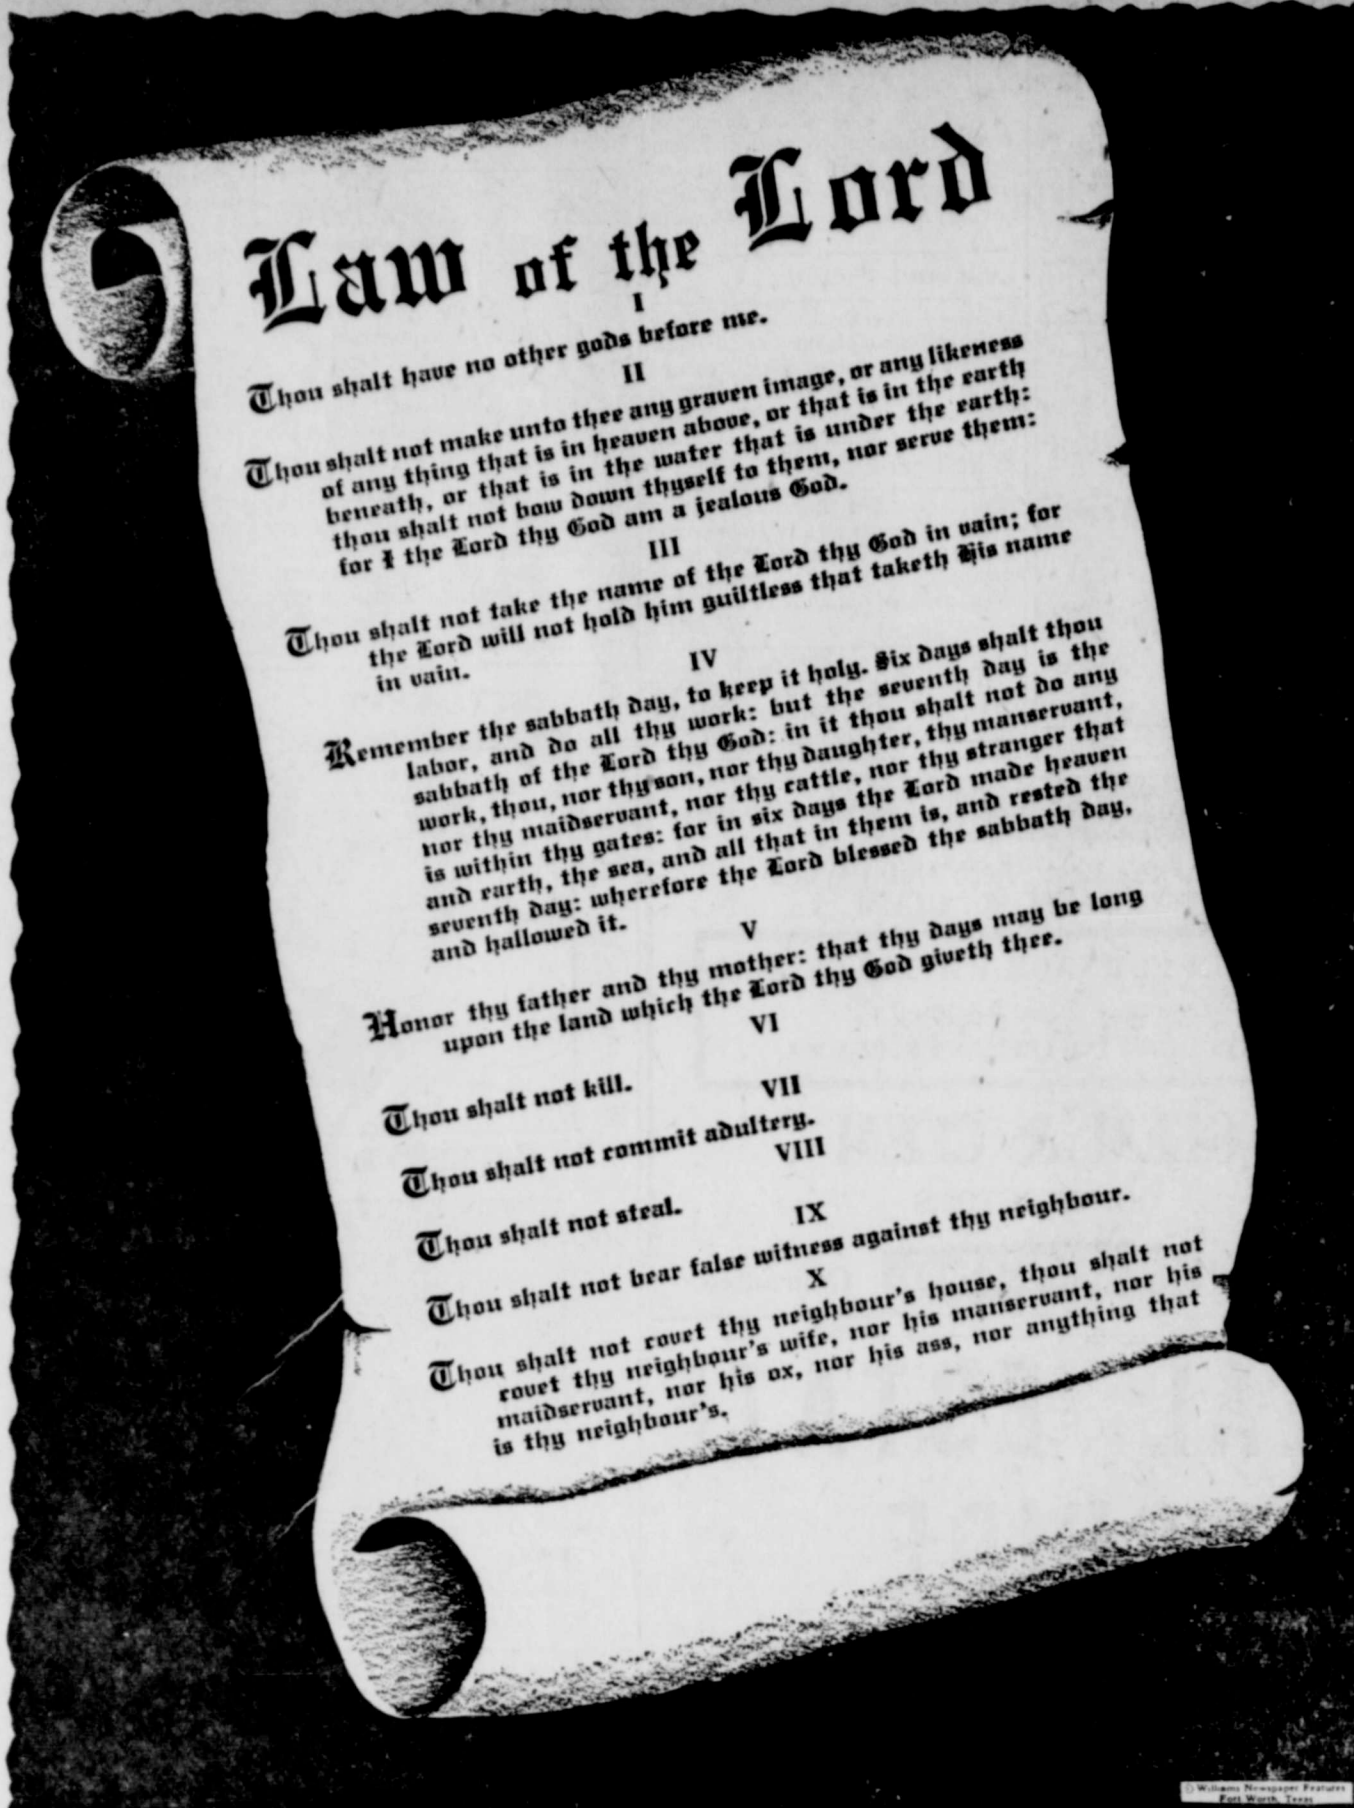 Law of the Lord
I
Thou shalt have no other gods before me.
II
Thou shalt not make unto thee any graven image, or any likeness
of any thing that is in heaven above, or that is in the earth
beneath, or that is in the water that is under the earth:
thou shalt not bow down thyself to them, nor serve them:
for I the Lord thy God am a jealous God.
III
Thou shalt not take the name of the Lord thy God in vain; for
the Lord will not hold him guiltless that taketh His name
in vain.
IV
Remember the sabbath day, to keep it holy. Six days shalt thou
labor, and do all thy work: but the seventh day is the
sabbath of the Lord thy God: in it thou shalt not do any
work, thou, nor thy son, nor thy daughter, thy manservant,
nor thy maidservant, nor thy cattle, nor thy stranger that
is within thy gates: for in six days the Lord made heaven
and earth, the sea, and all that in them is, and rested the
seventh day: wherefore the Lord blessed the sabbath day,
and hallowed it.
V
Honor thy father and thy mother: that thy days may be long
upon the land which the Lord thy God giveth thee.
VI
Thou shalt not kill.
VII
Thou shalt not commit adultery.
VIII
Thou shalt not steal.
IX
Thou shalt not bear false witness against thy neighbour.
X
Thou shalt not covet thy neighbour's house, thou shalt not
covet thy neighbour's wife, nor his manservant, nor his
maidservant, nor his ox, nor his ass, nor anything that
is thy neighbour's.
© Williams Newspaper Features
Fort Worth, Texas